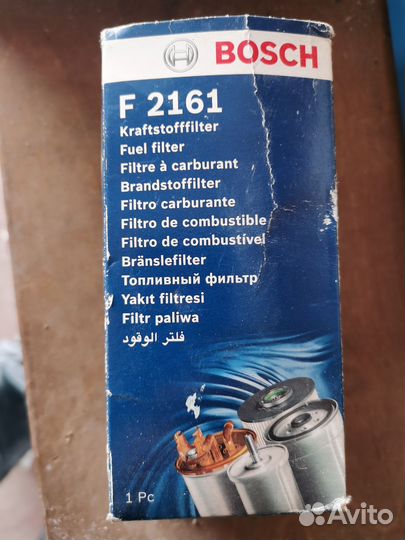 BOSCH
F 2161
Kraftstofffilter
Fuel filter
Filtre à carburant
Brandstoffilter
Filtro carburante
Filtro de combustible
Filtro de combustível
Bränslefilter
Топливный фильтр
Yakıt filtresi
Filtr paliwa
فلتر الوقود
1 Pc
Avito